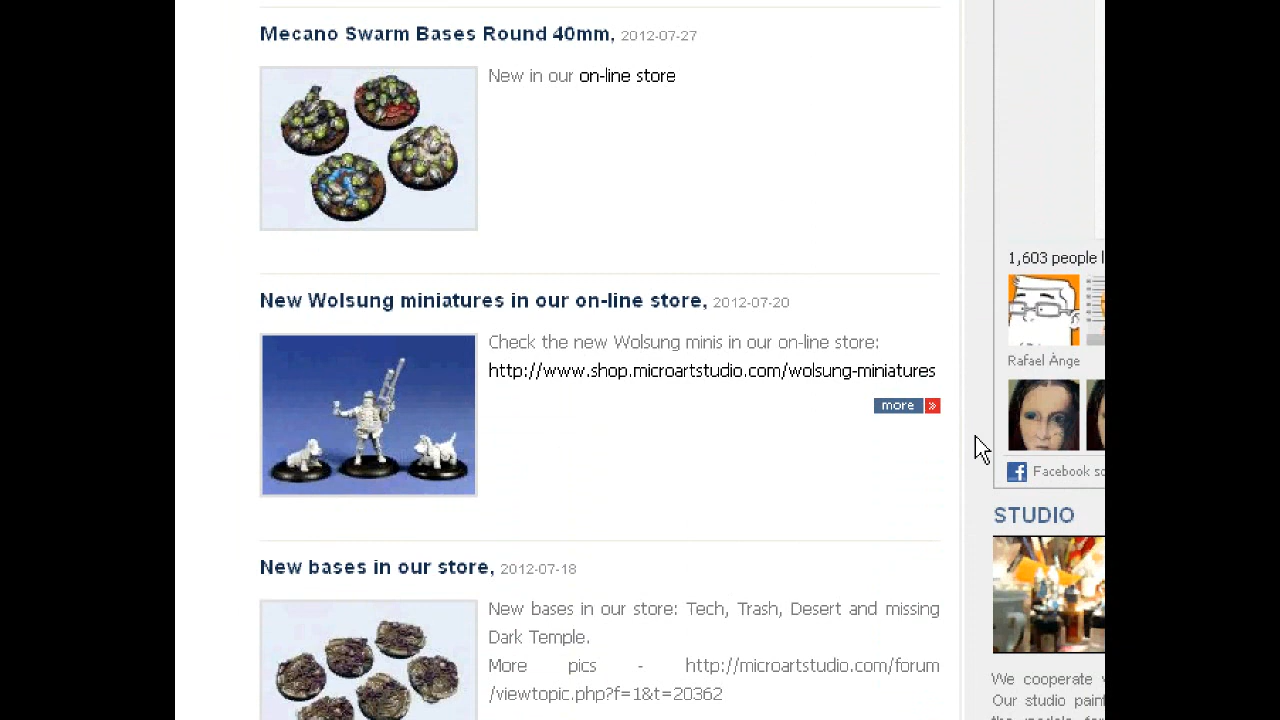 Mecano Swarm Bases Round 40mm, 2012-07-27
New in our on-line store
New Wolsung miniatures in our on-line store, 2012-07-20
Check the new Wolsung minis in our on-line store:
http://www.shop.microartstudio.com/wolsung-miniatures
more »
New bases in our store, 2012-07-18
New bases in our store: Tech, Trash, Desert and missing
Dark Temple.
More pics - http://microartstudio.com/forum
/viewtopic.php?f=1&t=20362
1,603 people l
Rafael Ange
Facebook so
STUDIO
We cooperate
Our studio pain